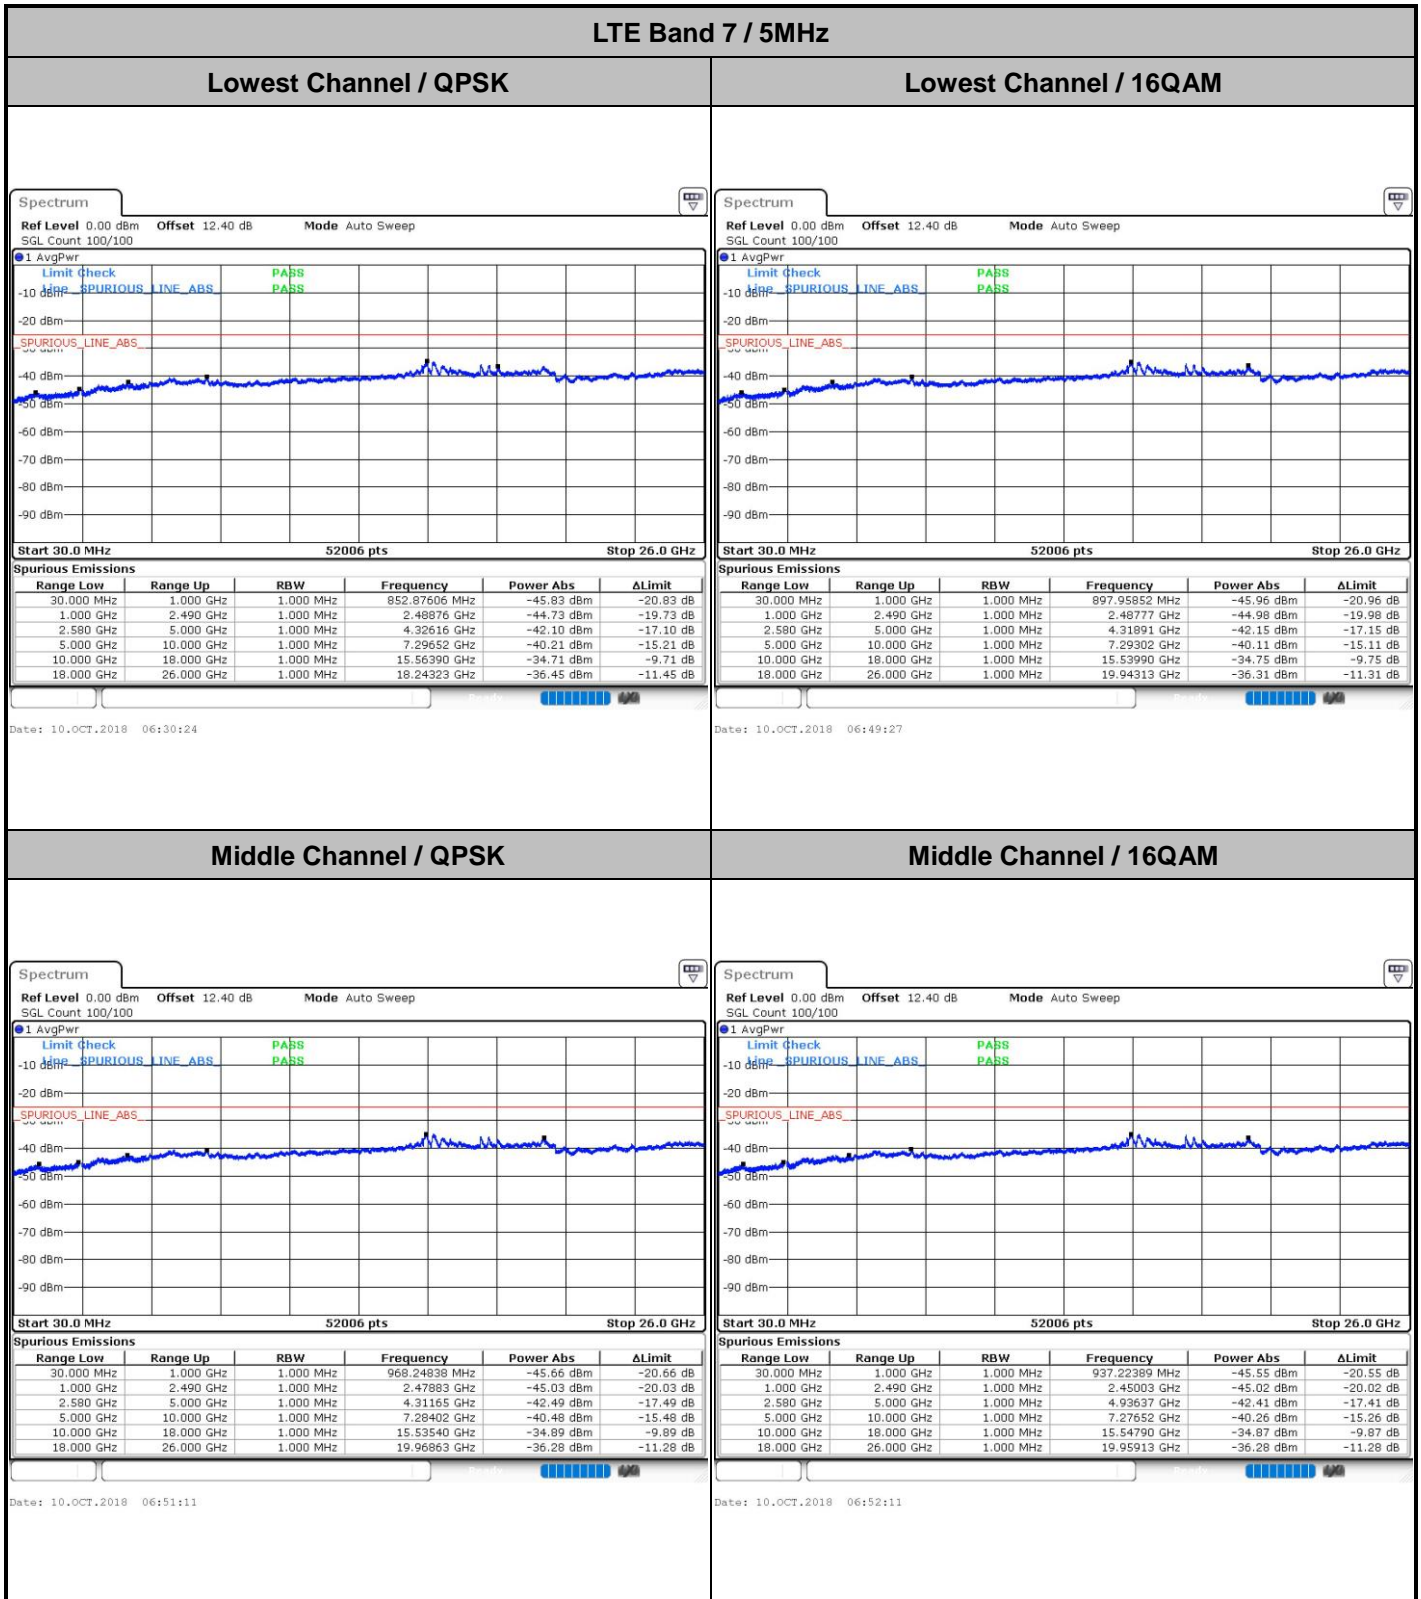 LTE Band 7 / 5MHz
Lowest Channel / QPSK
Spectrum
Ref Level 0.00 dBm Offset 12.40 dB Mode Auto Sweep
SGL Count 100/100
1 AvgPwr
Limit Check PASS
Line _SPURIOUS_LINE_ABS_ PASS
-10 dBm
-20 dBm
_SPURIOUS_LINE_ABS_
-30 dBm
-40 dBm
-50 dBm
-60 dBm
-70 dBm
-80 dBm
-90 dBm
Start 30.0 MHz 52006 pts Stop 26.0 GHz
Spurious Emissions
Range Low Range Up RBW Frequency Power Abs ΔLimit
30.000 MHz 1.000 GHz 1.000 MHz 852.87606 MHz -45.83 dBm -20.83 dB
1.000 GHz 2.490 GHz 1.000 MHz 2.48876 GHz -44.73 dBm -19.73 dB
2.580 GHz 5.000 GHz 1.000 MHz 4.32616 GHz -42.10 dBm -17.10 dB
5.000 GHz 10.000 GHz 1.000 MHz 7.29652 GHz -40.21 dBm -15.21 dB
10.000 GHz 18.000 GHz 1.000 MHz 15.56390 GHz -34.71 dBm -9.71 dB
18.000 GHz 26.000 GHz 1.000 MHz 18.24323 GHz -36.45 dBm -11.45 dB
Date: 10.OCT.2018 06:30:24
Lowest Channel / 16QAM
Spectrum
Ref Level 0.00 dBm Offset 12.40 dB Mode Auto Sweep
SGL Count 100/100
1 AvgPwr
Limit Check PASS
Line _SPURIOUS_LINE_ABS_ PASS
-10 dBm
-20 dBm
_SPURIOUS_LINE_ABS_
-30 dBm
-40 dBm
-50 dBm
-60 dBm
-70 dBm
-80 dBm
-90 dBm
Start 30.0 MHz 52006 pts Stop 26.0 GHz
Spurious Emissions
Range Low Range Up RBW Frequency Power Abs ΔLimit
30.000 MHz 1.000 GHz 1.000 MHz 897.95852 MHz -45.96 dBm -20.96 dB
1.000 GHz 2.490 GHz 1.000 MHz 2.48777 GHz -44.98 dBm -19.98 dB
2.580 GHz 5.000 GHz 1.000 MHz 4.31891 GHz -42.15 dBm -17.15 dB
5.000 GHz 10.000 GHz 1.000 MHz 7.29302 GHz -40.11 dBm -15.11 dB
10.000 GHz 18.000 GHz 1.000 MHz 15.53990 GHz -34.75 dBm -9.75 dB
18.000 GHz 26.000 GHz 1.000 MHz 19.94313 GHz -36.31 dBm -11.31 dB
Date: 10.OCT.2018 06:49:27
Middle Channel / QPSK
Spectrum
Ref Level 0.00 dBm Offset 12.40 dB Mode Auto Sweep
SGL Count 100/100
1 AvgPwr
Limit Check PASS
Line _SPURIOUS_LINE_ABS_ PASS
-10 dBm
-20 dBm
_SPURIOUS_LINE_ABS_
-30 dBm
-40 dBm
-50 dBm
-60 dBm
-70 dBm
-80 dBm
-90 dBm
Start 30.0 MHz 52006 pts Stop 26.0 GHz
Spurious Emissions
Range Low Range Up RBW Frequency Power Abs ΔLimit
30.000 MHz 1.000 GHz 1.000 MHz 968.24838 MHz -45.66 dBm -20.66 dB
1.000 GHz 2.490 GHz 1.000 MHz 2.47883 GHz -45.03 dBm -20.03 dB
2.580 GHz 5.000 GHz 1.000 MHz 4.31165 GHz -42.49 dBm -17.49 dB
5.000 GHz 10.000 GHz 1.000 MHz 7.28402 GHz -40.48 dBm -15.48 dB
10.000 GHz 18.000 GHz 1.000 MHz 15.53540 GHz -34.89 dBm -9.89 dB
18.000 GHz 26.000 GHz 1.000 MHz 19.96863 GHz -36.28 dBm -11.28 dB
Date: 10.OCT.2018 06:51:11
Middle Channel / 16QAM
Spectrum
Ref Level 0.00 dBm Offset 12.40 dB Mode Auto Sweep
SGL Count 100/100
1 AvgPwr
Limit Check PASS
Line _SPURIOUS_LINE_ABS_ PASS
-10 dBm
-20 dBm
_SPURIOUS_LINE_ABS_
-30 dBm
-40 dBm
-50 dBm
-60 dBm
-70 dBm
-80 dBm
-90 dBm
Start 30.0 MHz 52006 pts Stop 26.0 GHz
Spurious Emissions
Range Low Range Up RBW Frequency Power Abs ΔLimit
30.000 MHz 1.000 GHz 1.000 MHz 937.22389 MHz -45.55 dBm -20.55 dB
1.000 GHz 2.490 GHz 1.000 MHz 2.45003 GHz -45.02 dBm -20.02 dB
2.580 GHz 5.000 GHz 1.000 MHz 4.93637 GHz -42.41 dBm -17.41 dB
5.000 GHz 10.000 GHz 1.000 MHz 7.27652 GHz -40.26 dBm -15.26 dB
10.000 GHz 18.000 GHz 1.000 MHz 15.54790 GHz -34.87 dBm -9.87 dB
18.000 GHz 26.000 GHz 1.000 MHz 19.95913 GHz -36.28 dBm -11.28 dB
Date: 10.OCT.2018 06:52:11